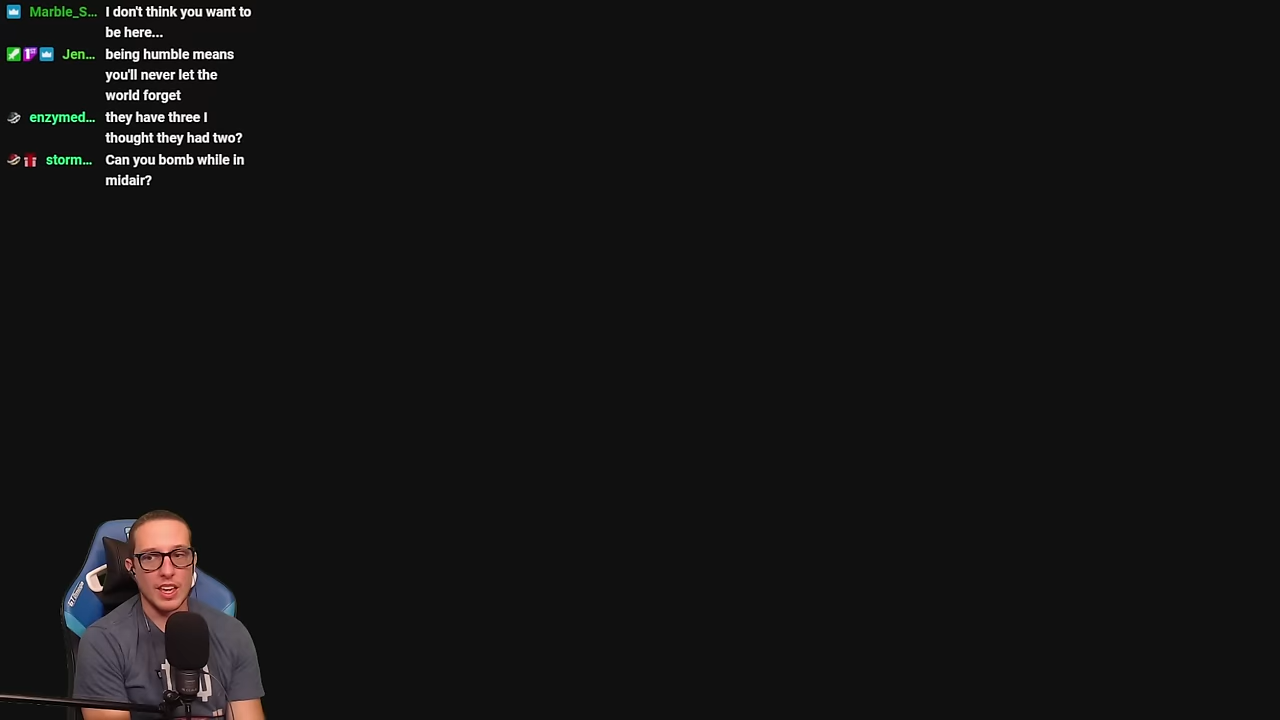 Marble_S... I don't think you want to
be here...
Jen... being humble means
you'll never let the
world forget
enzymed... they have three I
thought they had two?
storm... Can you bomb while in
midair?